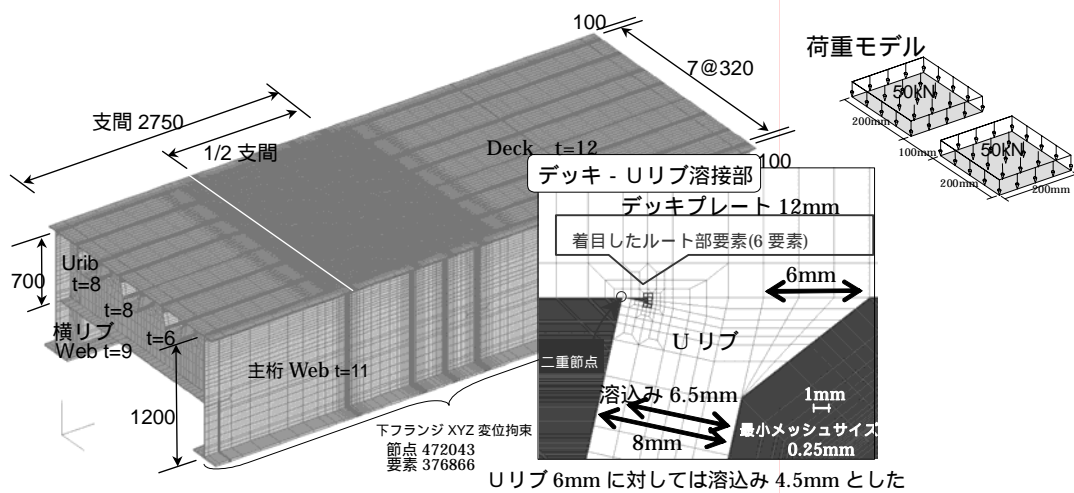 100
7@320
支間 2750
1/2 支間
Deck t=12
100
荷重モデル
50kN
200mm
100mm
50kN
200mm
200mm
デッキ - Uリブ溶接部
デッキプレート 12mm
着目したルート部要素(6 要素)
6mm
U リブ
二重節点
溶込み 6.5mm
8mm
1mm
最小メッシュサイズ
0.25mm
700
Urib
t=8
t=8
t=6
横リブ
Web t=9
主桁 Web t=11
1200
下フランジ XYZ 変位拘束
節点 472043
要素 376866
Uリブ 6mm に対しては溶込み 4.5mm とした